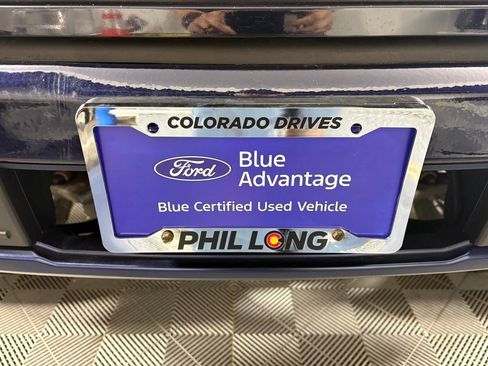 COLORADO DRIVES
Ford
Blue
Advantage
Blue Certified Used Vehicle
PHIL LONG